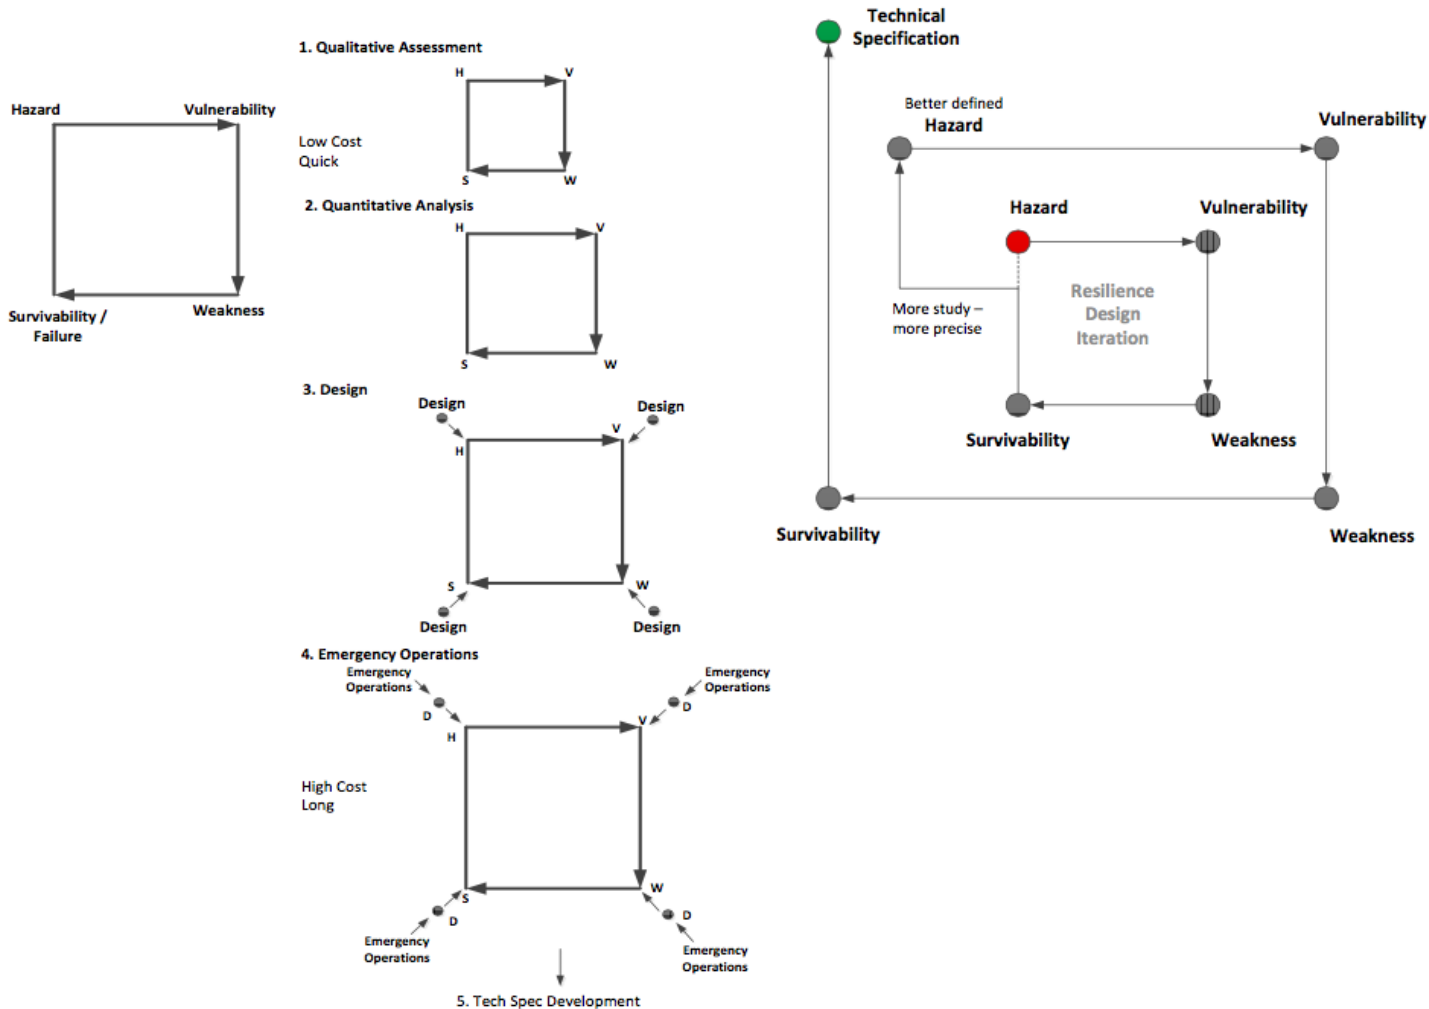 Hazard
Vulnerability
Survivability /
Failure
Weakness
1. Qualitative Assessment
H
V
Low Cost
Quick
S
W
2. Quantitative Analysis
H
V
S
W
3. Design
Design
Design
V
H
S
W
Design
Design
4. Emergency Operations
Emergency
Operations
Emergency
Operations
D
D
V
H
High Cost
Long
S
W
D
D
Emergency
Operations
Emergency
Operations
5. Tech Spec Development
Technical
Specification
Better defined
Hazard
Vulnerability
Hazard
Vulnerability
Resilience
Design
Iteration
More study –
more precise
Survivability
Weakness
Survivability
Weakness